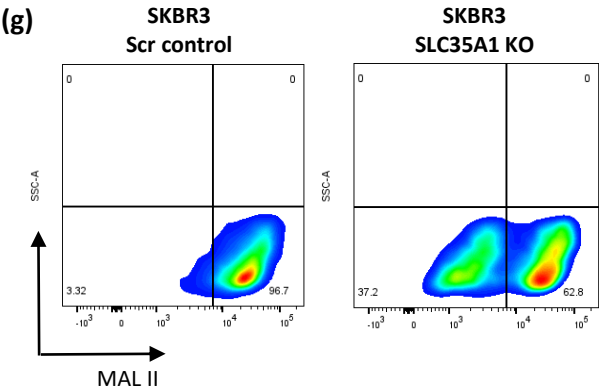 (g)
SKBR3
Scr control
SKBR3
SLC35A1 KO
0
0
0
0
SSC-A
SSC-A
3.32
96.7
37.2
62.8
-10³
0
10³
10⁴
10⁵
-10³
0
10³
10⁴
10⁵
MAL II